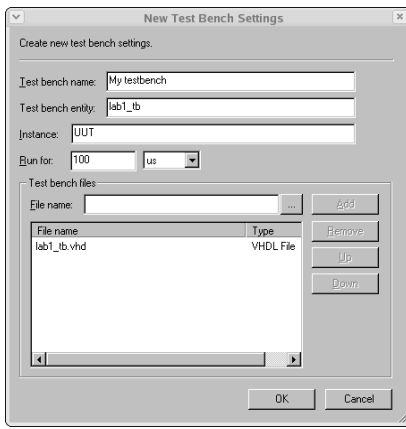 New Test Bench Settings
Create new test bench settings.
Test bench name: My testbench
Test bench entity: lab1_tb
Instance: UUT
Run for: 100 us
Test bench files
File name: ... Add
File name Type Remove
lab1_tb.vhd VHDL File
Up
Down
OK Cancel